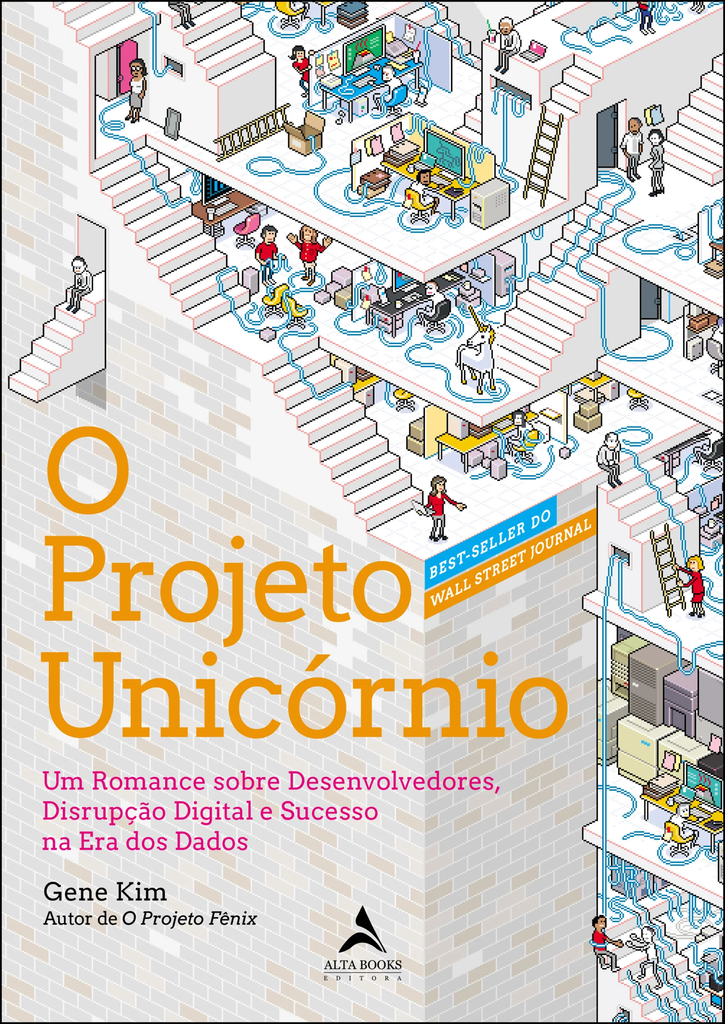 BEST-SELLER DO
WALL STREET JOURNAL
O
Projeto
Unicórnio
Um Romance sobre Desenvolvedores,
Disrupção Digital e Sucesso
na Era dos Dados
Gene Kim
Autor de O Projeto Fênix
ALTA BOOKS
EDITORA